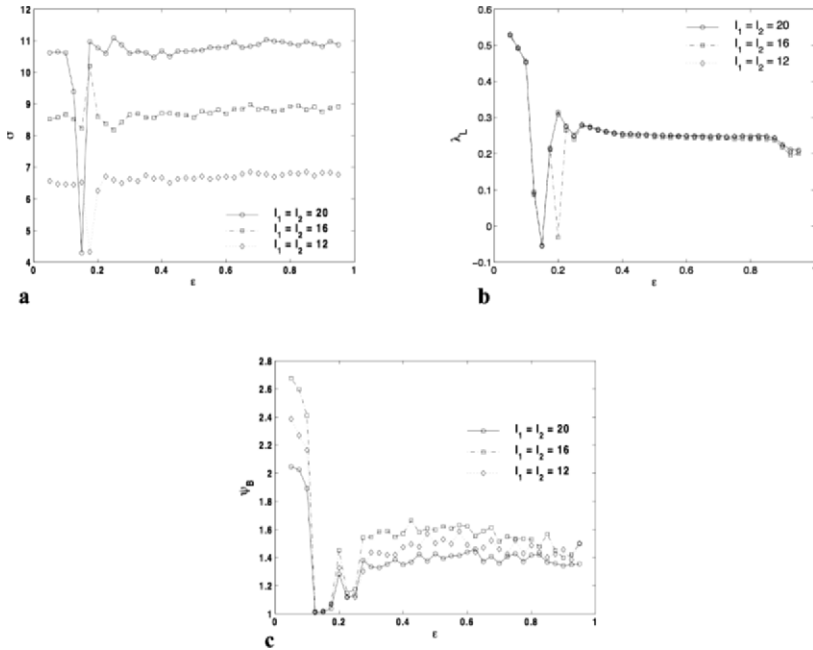 12
11
10
9
8
7
6
5
4
σ
0 0.2 0.4 0.6 0.8 1
ε
l₁ = l₂ = 20
l₁ = l₂ = 16
l₁ = l₂ = 12
a
0.6
0.5
0.4
0.3
0.2
0.1
0
−0.1
λ_L
0 0.2 0.4 0.6 0.8 1
ε
l₁ = l₂ = 20
l₁ = l₂ = 16
l₁ = l₂ = 12
b
2.8
2.6
2.4
2.2
2
1.8
1.6
1.4
1.2
1
ψ_B
0 0.2 0.4 0.6 0.8 1
ε
l₁ = l₂ = 20
l₁ = l₂ = 16
l₁ = l₂ = 12
c